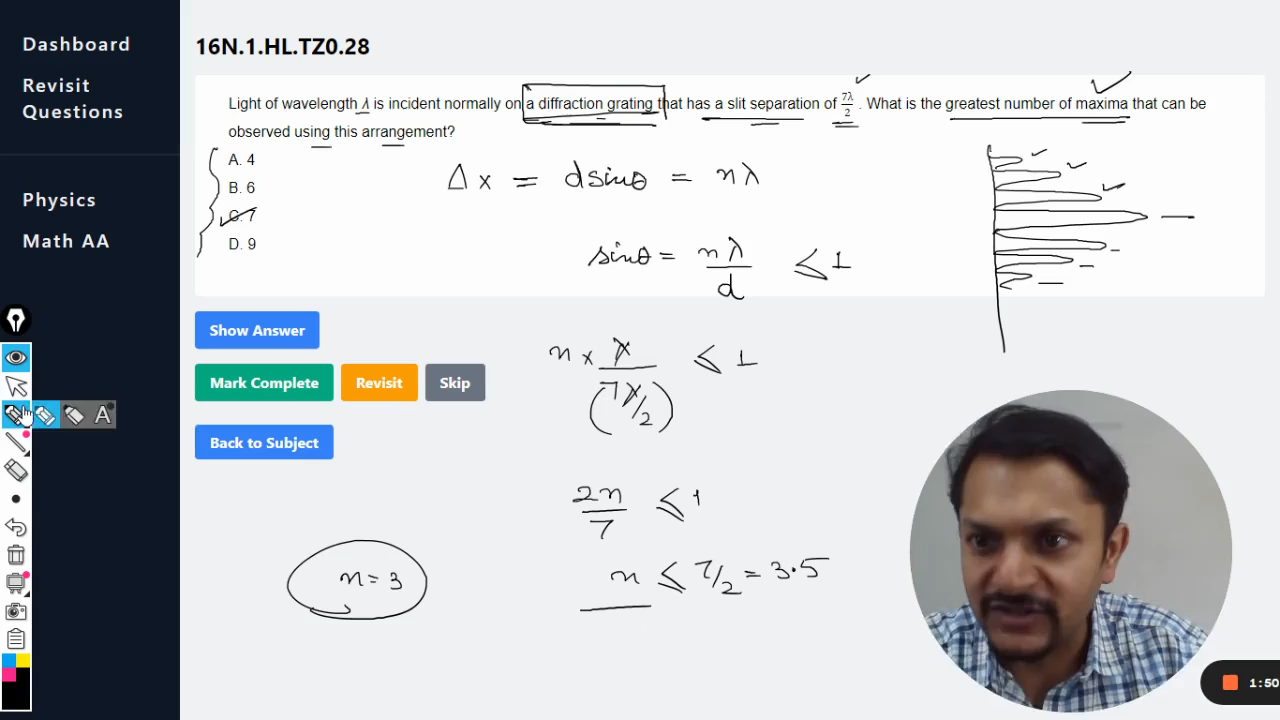 Dashboard
Revisit
Questions
Physics
Math AA
16N.1.HL.TZ0.28
Light of wavelength λ is incident normally on a diffraction grating that has a slit separation of 7λ/2 . What is the greatest number of maxima that can be
observed using this arrangement?
A. 4
B. 6
C. 7
D. 9
Δx = dsinθ = nλ
sinθ = nλ/d ≤ 1
Show Answer
Mark Complete
Revisit
Skip
Back to Subject
n × λ/(7λ/2) ≤ 1
2n/7 ≤ 1
n ≤ 7/2 = 3.5
n = 3
A
1:50